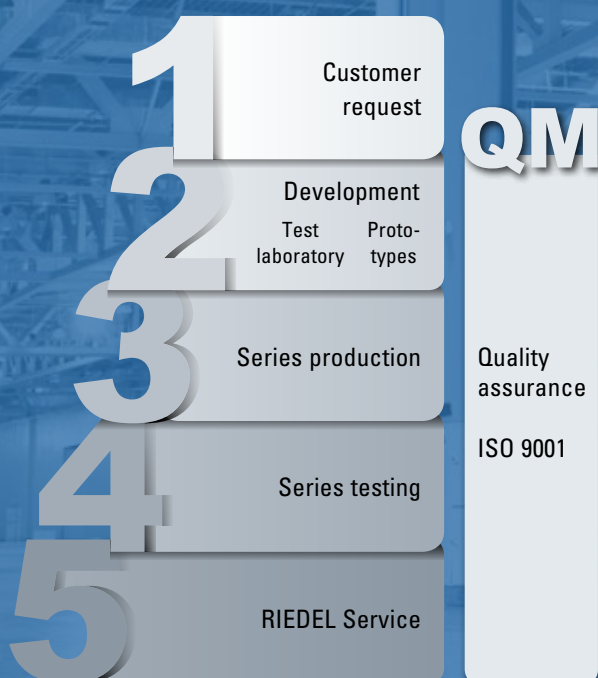 1
Customer
request
2
Development
Test Proto-
laboratory types
3
Series production
4
Series testing
5
RIEDEL Service
QM
Quality
assurance
ISO 9001